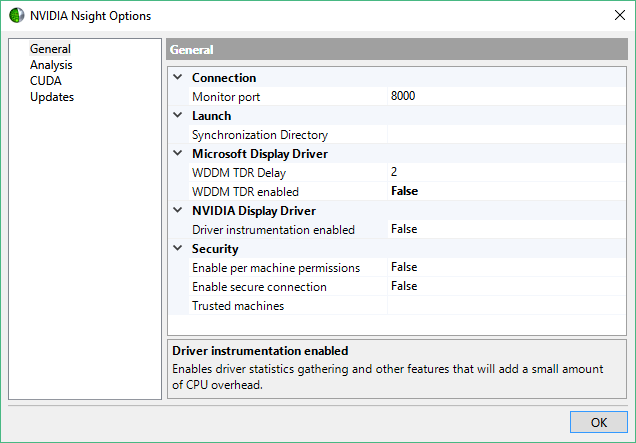 NVIDIA Nsight Options
General
Analysis
CUDA
Updates
General
Connection
Monitor port 8000
Launch
Synchronization Directory
Microsoft Display Driver
WDDM TDR Delay 2
WDDM TDR enabled False
NVIDIA Display Driver
Driver instrumentation enabled False
Security
Enable per machine permissions False
Enable secure connection False
Trusted machines
Driver instrumentation enabled
Enables driver statistics gathering and other features that will add a small amount
of CPU overhead.
OK